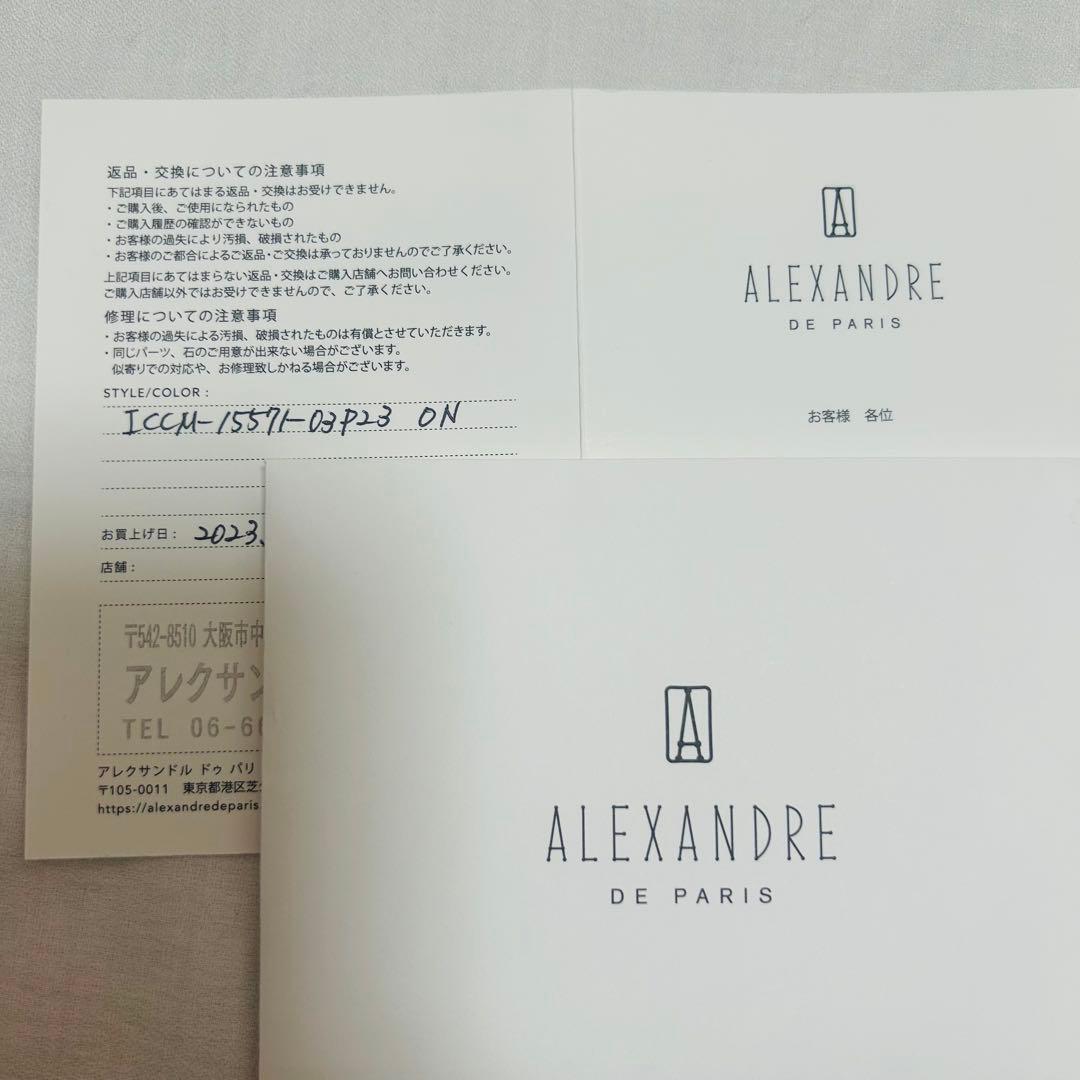 返品・交換についての注意事項
下記項目にあてはまる返品・交換はお受けできません。
・ご購入後、ご使用になられたもの
・ご購入履歴の確認ができないもの
・お客様の過失により汚損、破損されたもの
・お客様のご都合によるご返品・ご交換は承っておりませんのでご了承ください。
上記項目にあてはまらない返品・交換はご購入店舗へお問い合わせください。
ご購入店舗以外ではお受けできませんので、ご了承ください。
修理についての注意事項
・お客様の過失による汚損、破損されたものは有償とさせていただきます。
・同じパーツ、石のご用意が出来ない場合がございます。
似寄りでの対応や、お修理致しかねる場合がございます。
STYLE/COLOR :
ICCM-15571-03P23 ON
お買上げ日： 2023.
店舗：
〒542-8510 大阪市中
アレクサン
TEL 06-66
アレクサンドル ドゥ パリ
〒105-0011 東京都港区芝
https://alexandredeparis
A
ALEXANDRE
DE PARIS
お客様 各位
A
ALEXANDRE
DE PARIS